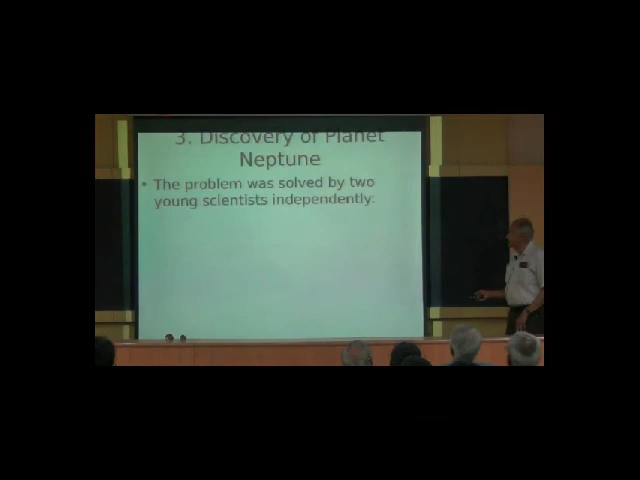 3. Discovery of Planet
Neptune
• The problem was solved by two
young scientists independently.